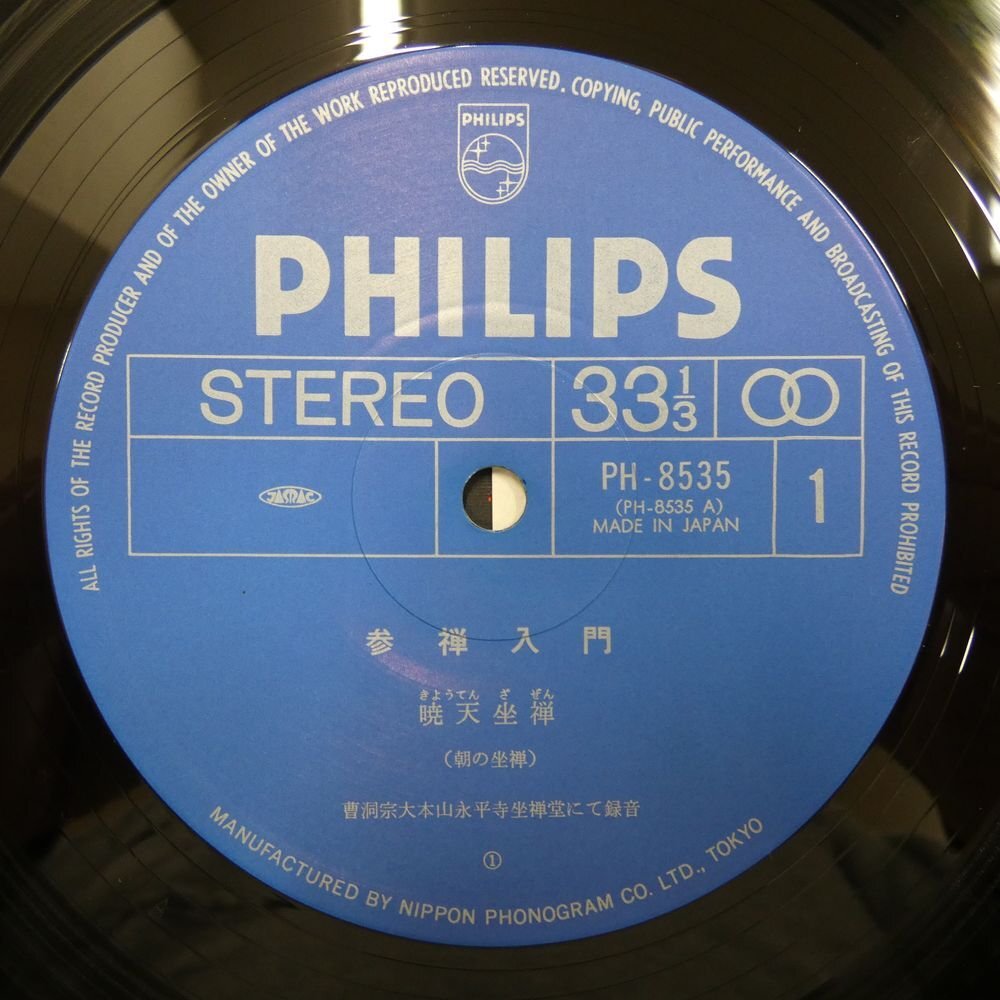 ALL RIGHTS OF THE RECORD PRODUCER AND OF THE OWNER OF THE WORK REPRODUCED RESERVED. COPYING, PUBLIC PERFORMANCE AND BROADCASTING OF THIS RECORD PROHIBITED
PHILIPS
PHILIPS
STEREO 33 1/3
JASRAC PH-8535 1
(PH-8535 A)
MADE IN JAPAN
参禅入門
きようてん ざ ぜん
暁天坐禅
(朝の坐禅)
曹洞宗大本山永平寺坐禅堂にて録音
①
MANUFACTURED BY NIPPON PHONOGRAM CO. LTD., TOKYO